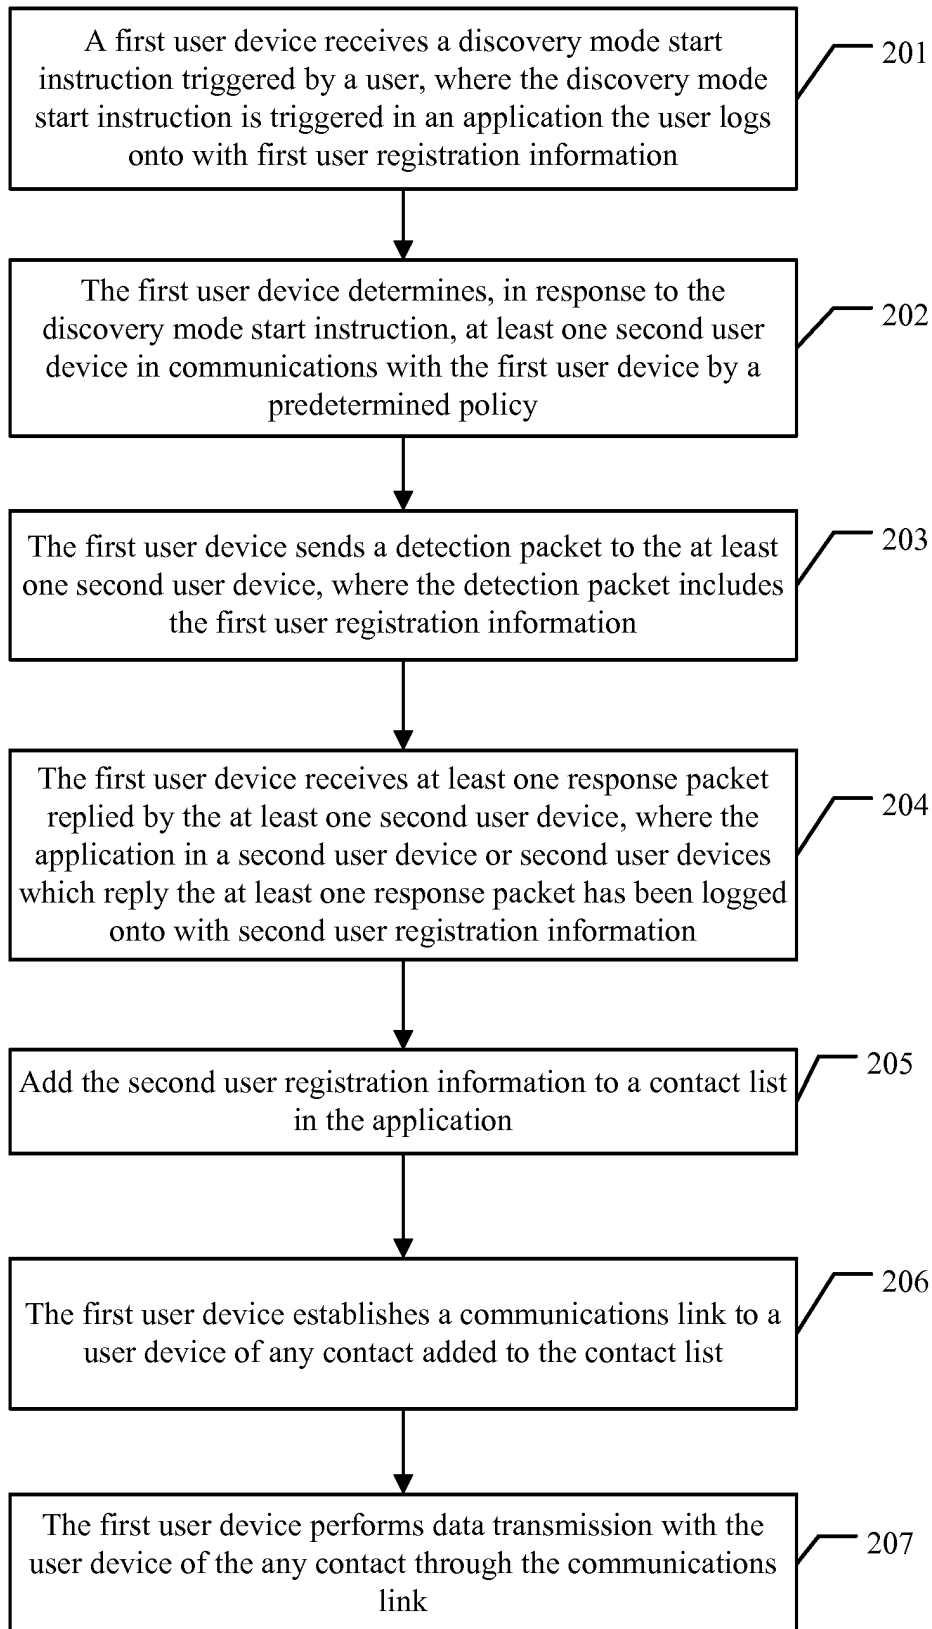 A first user device receives a discovery mode start
instruction triggered by a user, where the discovery mode
start instruction is triggered in an application the user logs
onto with first user registration information
201
The first user device determines, in response to the
discovery mode start instruction, at least one second user
device in communications with the first user device by a
predetermined policy
202
The first user device sends a detection packet to the at least
one second user device, where the detection packet includes
the first user registration information
203
The first user device receives at least one response packet
replied by the at least one second user device, where the
application in a second user device or second user devices
which reply the at least one response packet has been logged
onto with second user registration information
204
Add the second user registration information to a contact list
in the application
205
The first user device establishes a communications link to a
user device of any contact added to the contact list
206
The first user device performs data transmission with the
user device of the any contact through the communications
link
207